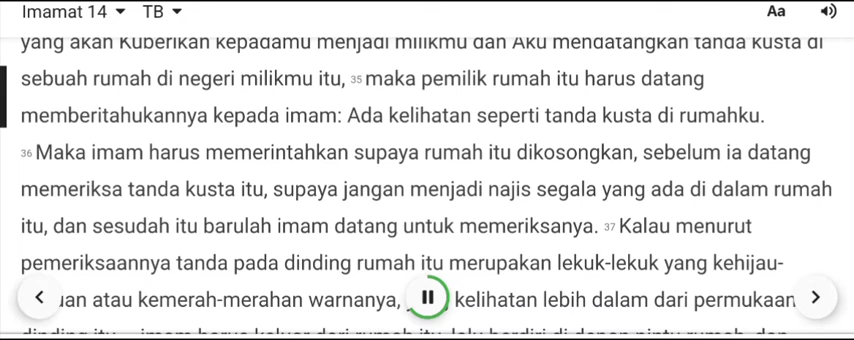 Imamat 14 TB Aa
yang akan Kuberikan kepadamu menjadi milikmu dan Aku mendatangkan tanda kusta di
sebuah rumah di negeri milikmu itu, 35 maka pemilik rumah itu harus datang
memberitahukannya kepada imam: Ada kelihatan seperti tanda kusta di rumahku.
36 Maka imam harus memerintahkan supaya rumah itu dikosongkan, sebelum ia datang
memeriksa tanda kusta itu, supaya jangan menjadi najis segala yang ada di dalam rumah
itu, dan sesudah itu barulah imam datang untuk memeriksanya. 37 Kalau menurut
pemeriksaannya tanda pada dinding rumah itu merupakan lekuk-lekuk yang kehijau-
atau kemerah-merahan warnanya, kelihatan lebih dalam dari permukaan